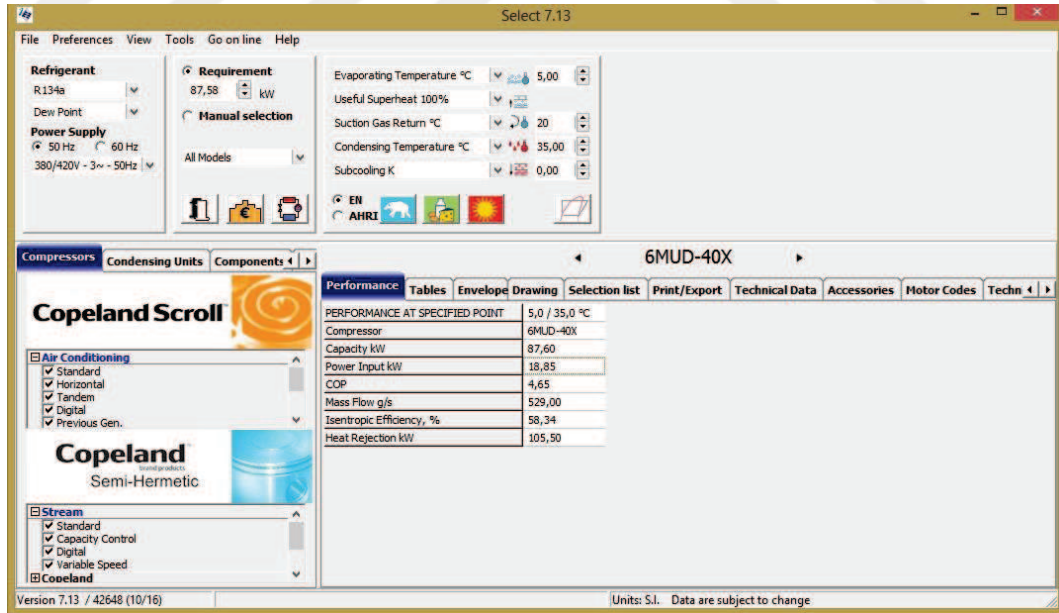 Select 7.13
File Preferences View Tools Go on line Help
Refrigerant
R134a
Dew Point
Power Supply
50 Hz 60 Hz
380/420V - 3~ - 50Hz
Requirement
87,58 kW
Manual selection
All Models
Evaporating Temperature °C 5,00
Useful Superheat 100%
Suction Gas Return °C 20
Condensing Temperature °C 35,00
Subcooling K 0,00
EN
AHRI
Compressors Condensing Units Components
6MUD-40X
Performance Tables Envelope Drawing Selection list Print/Export Technical Data Accessories Motor Codes Techn
Copeland Scroll
Air Conditioning
Standard
Horizontal
Tandem
Digital
Previous Gen.
Copeland
brand products
Semi-Hermetic
Stream
Standard
Capacity Control
Digital
Variable Speed
Copeland
PERFORMANCE AT SPECIFIED POINT 5,0 / 35,0 °C
Compressor 6MUD-40X
Capacity kW 87,60
Power Input kW 18,85
COP 4,65
Mass Flow g/s 529,00
Isentropic Efficiency, % 58,34
Heat Rejection kW 105,50
Version 7.13 / 42648 (10/16)
Units: S.I. Data are subject to change